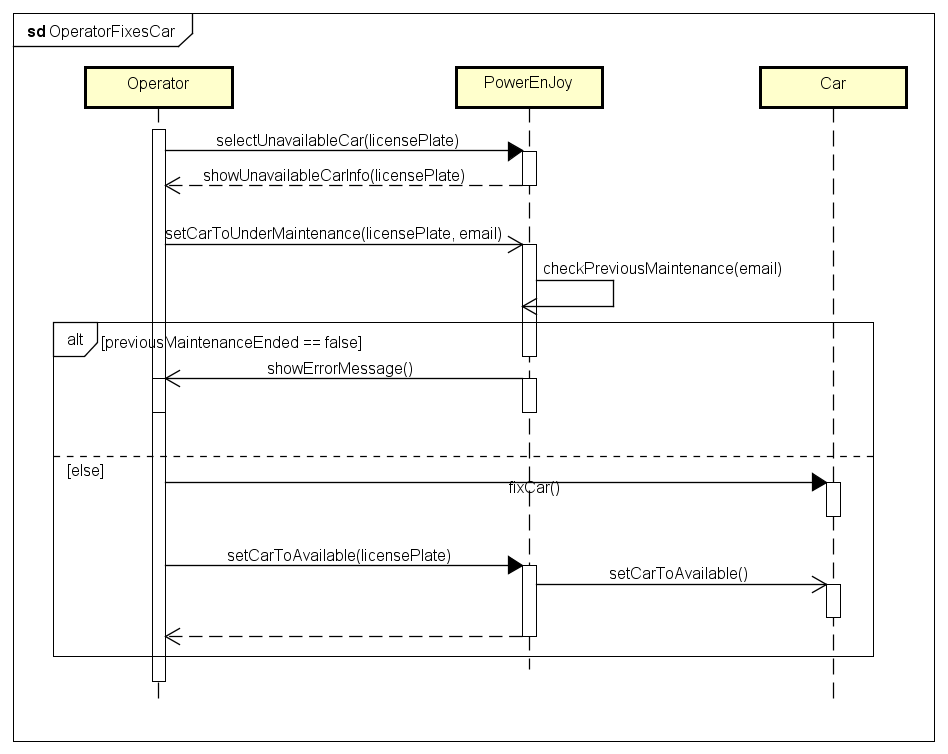 sd OperatorFixesCar
Operator
PowerEnJoy
Car
selectUnavailableCar(licensePlate)
showUnavailableCarInfo(licensePlate)
setCarToUnderMaintenance(licensePlate, email)
checkPreviousMaintenance(email)
alt
[previousMaintenanceEnded == false]
showErrorMessage()
[else]
fixCar()
setCarToAvailable(licensePlate)
setCarToAvailable()